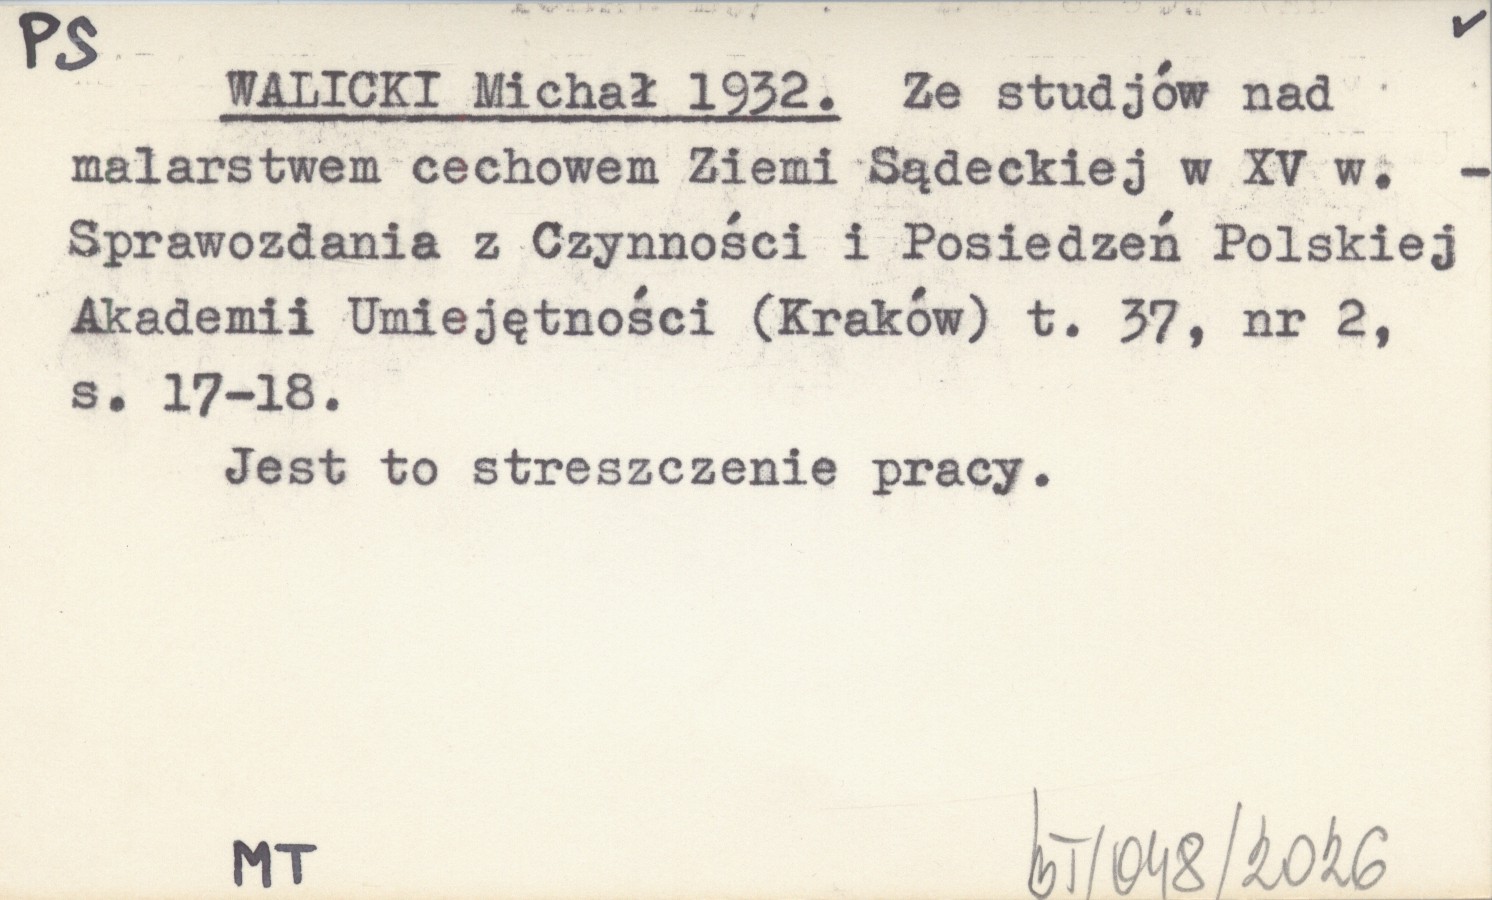 PS ✓
WALICKI Michał 1932. Ze studjów nad
malarstwem cechowem Ziemi Sądeckiej w XV w. -
Sprawozdania z Czynności i Posiedzeń Polskiej
Akademii Umiejętności (Kraków) t. 37, nr 2,
s. 17-18.
Jest to streszczenie pracy.
MT /048/2026